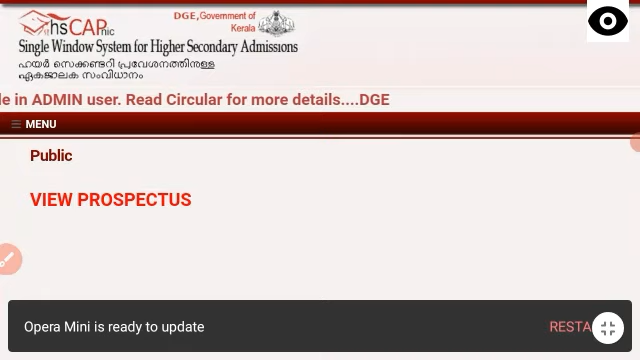 hsCAPnic
DGE,Government of
Kerala
Single Window System for Higher Secondary Admissions
ഹയർ സെക്കണ്ടറി പ്രവേശനത്തിനുള്ള
ഏകജാലക സംവിധാനം
le in ADMIN user. Read Circular for more details....DGE
☰ MENU
Public
VIEW PROSPECTUS
Opera Mini is ready to update
RESTA